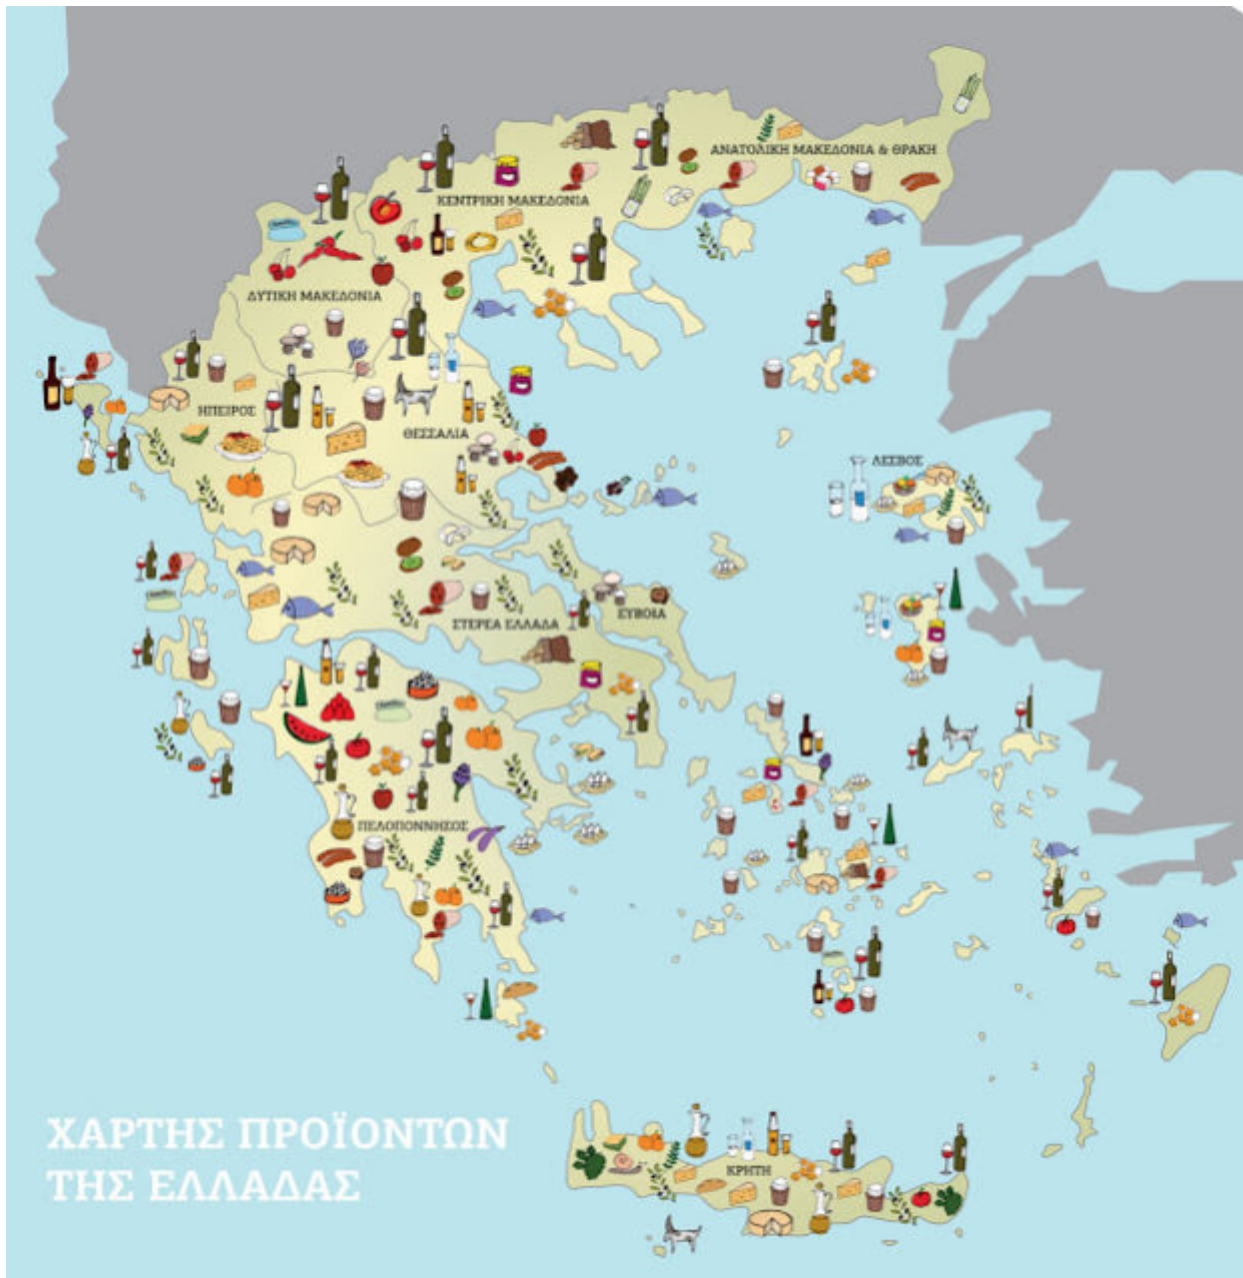 ΑΝΑΤΟΛΙΚΗ ΜΑΚΕΔΟΝΙΑ & ΘΡΑΚΗ
ΚΕΝΤΡΙΚΗ ΜΑΚΕΔΟΝΙΑ
ΔΥΤΙΚΗ ΜΑΚΕΔΟΝΙΑ
ΗΠΕΙΡΟΣ
ΘΕΣΣΑΛΙΑ
ΛΕΣΒΟΣ
ΣΤΕΡΕΑ ΕΛΛΑΔΑ
ΕΥΒΟΙΑ
ΠΕΛΟΠΟΝΝΗΣΟΣ
ΚΡΗΤΗ
ΧΑΡΤΗΣ ΠΡΟΪΟΝΤΩΝ
ΤΗΣ ΕΛΛΑΔΑΣ